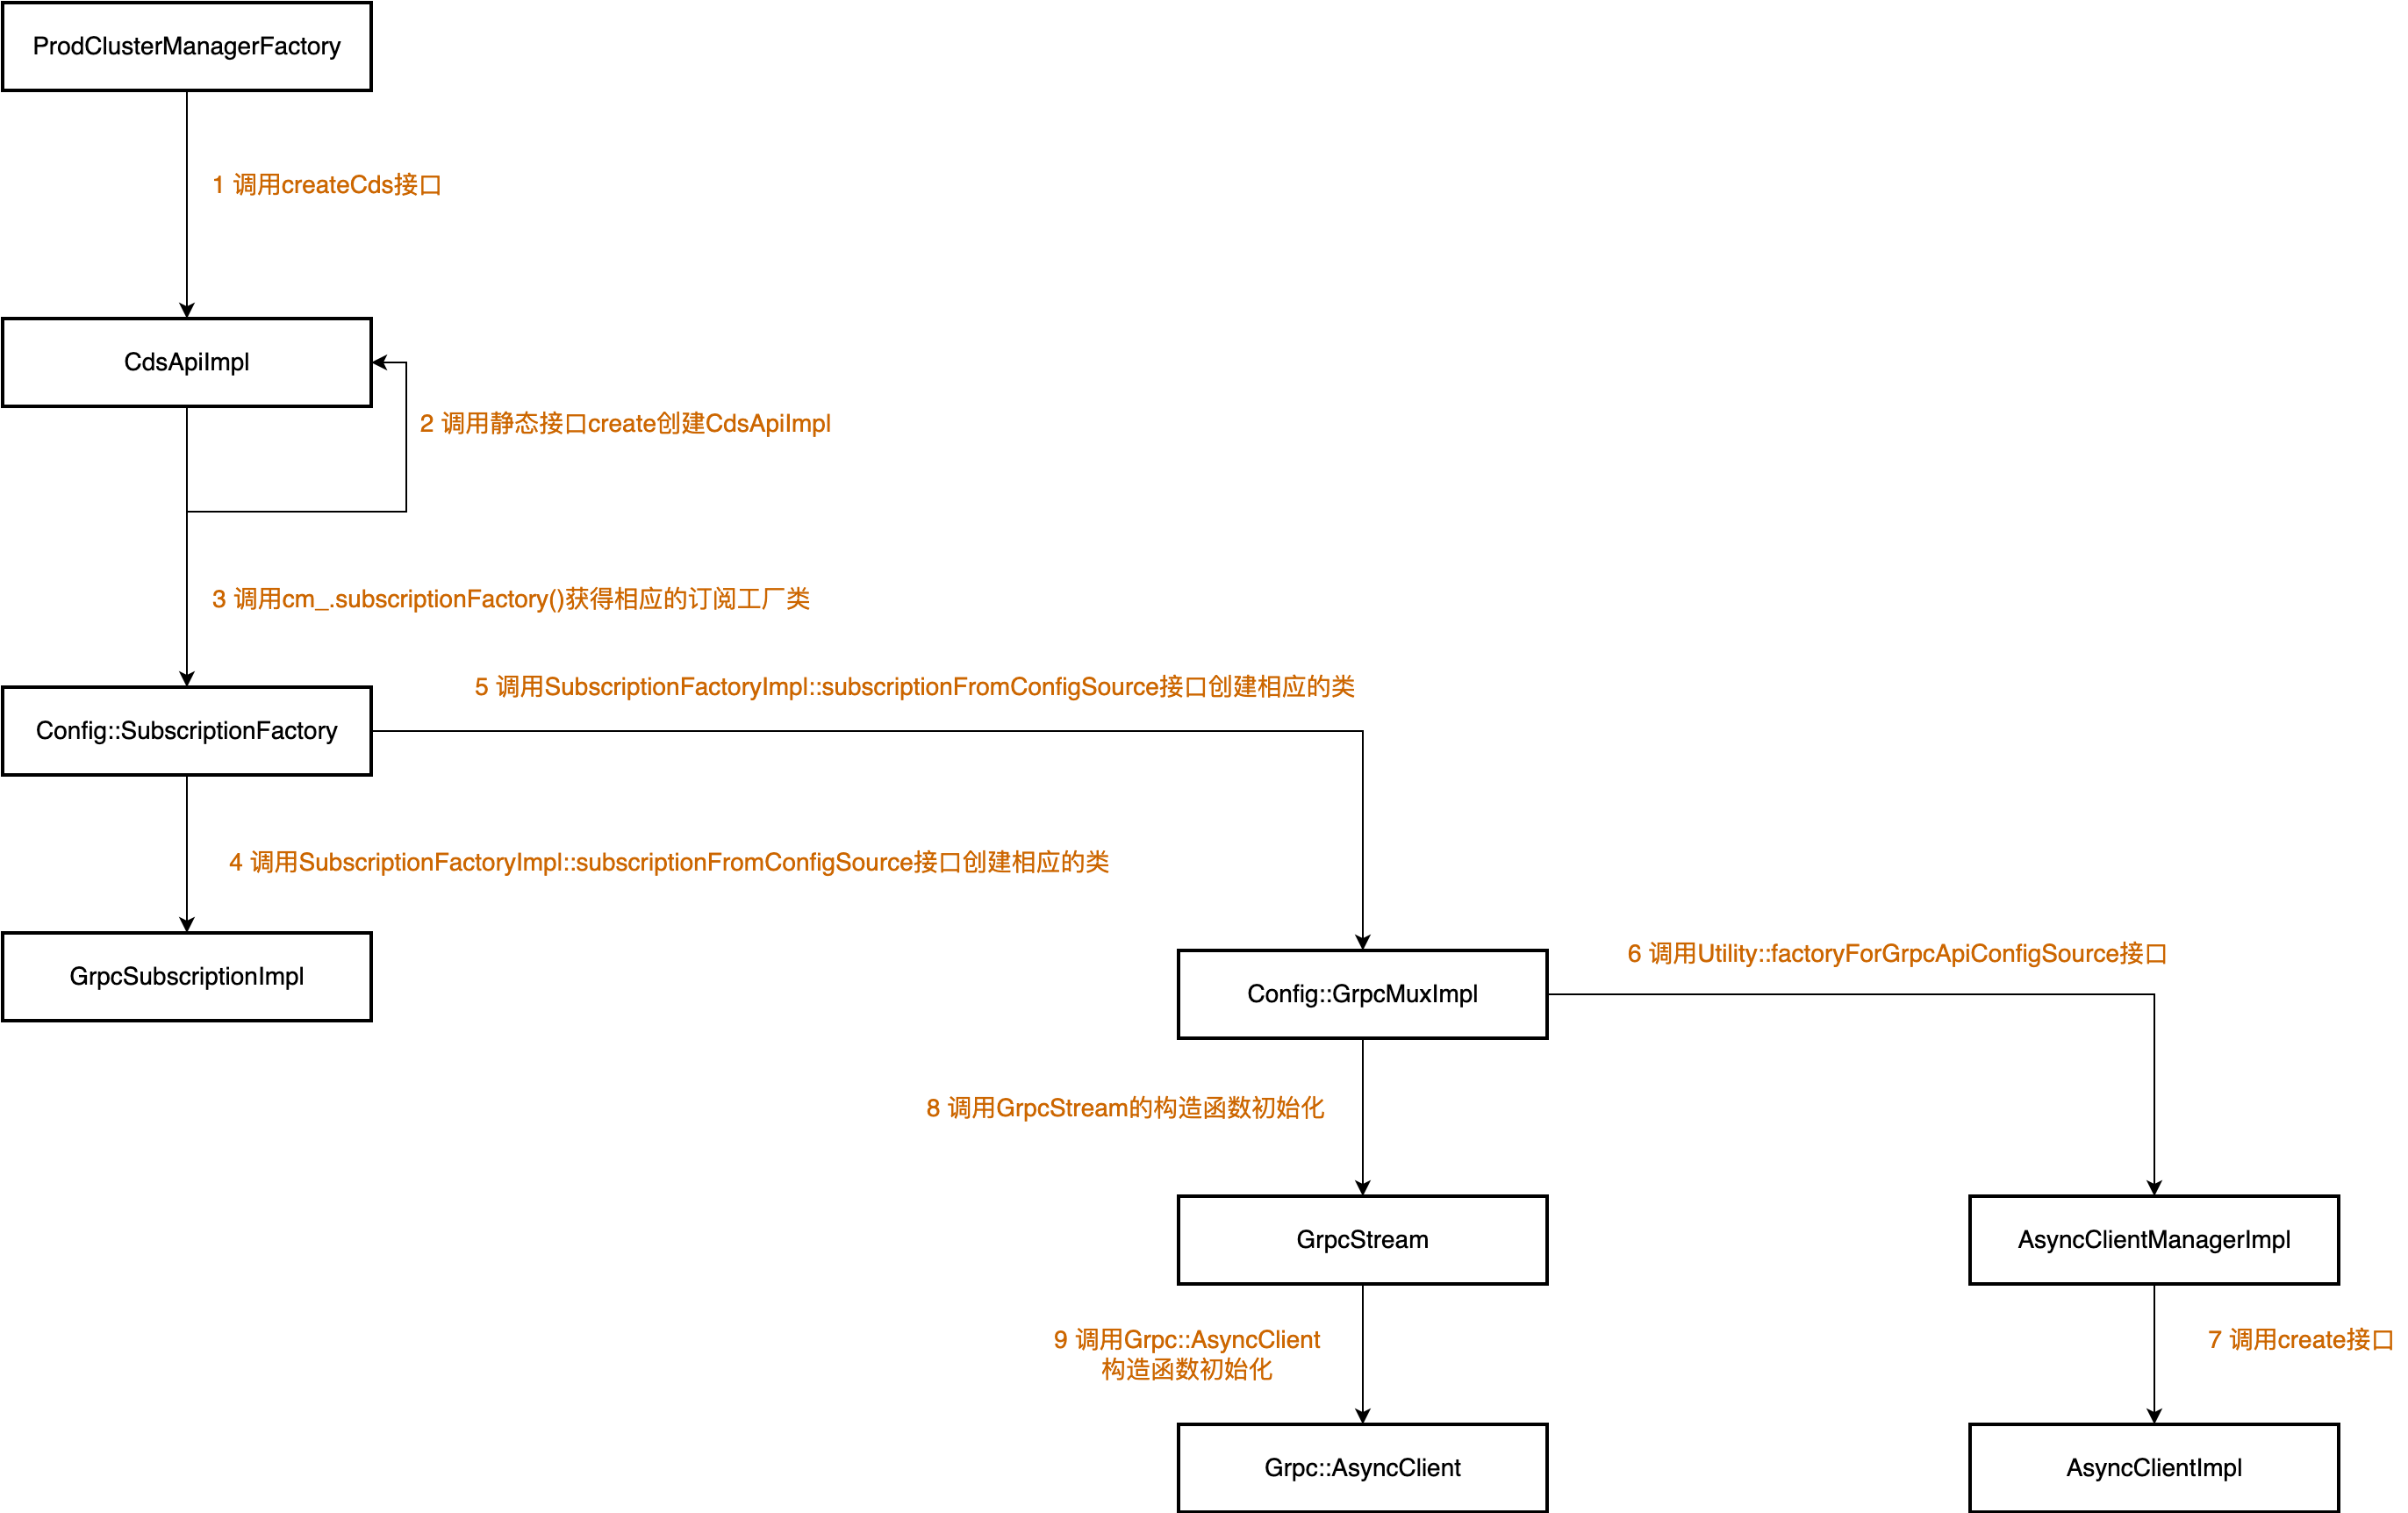 ProdClusterManagerFactory
1 调用createCds接口
CdsApiImpl
2 调用静态接口create创建CdsApiImpl
3 调用cm_.subscriptionFactory()获得相应的订阅工厂类
5 调用SubscriptionFactoryImpl::subscriptionFromConfigSource接口创建相应的类
Config::SubscriptionFactory
4 调用SubscriptionFactoryImpl::subscriptionFromConfigSource接口创建相应的类
GrpcSubscriptionImpl
6 调用Utility::factoryForGrpcApiConfigSource接口
Config::GrpcMuxImpl
8 调用GrpcStream的构造函数初始化
GrpcStream
AsyncClientManagerImpl
9 调用Grpc::AsyncClient
构造函数初始化
7 调用create接口
Grpc::AsyncClient
AsyncClientImpl